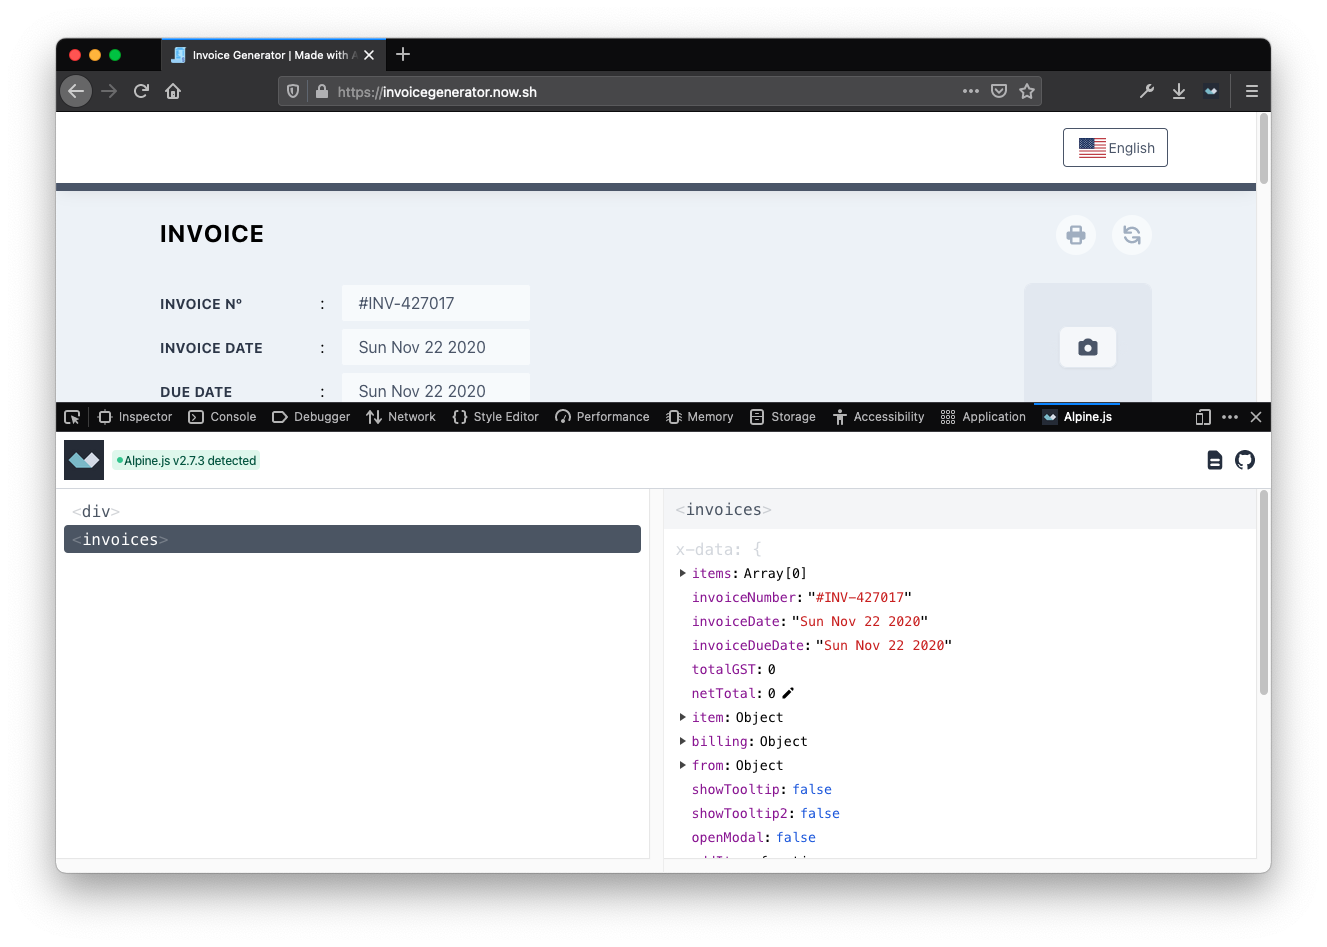 Invoice Generator | Made with A
https://invoicegenerator.now.sh
English
INVOICE
INVOICE Nº : #INV-427017
INVOICE DATE : Sun Nov 22 2020
DUE DATE : Sun Nov 22 2020
Inspector Console Debugger Network Style Editor Performance Memory Storage Accessibility Application Alpine.js
Alpine.js v2.7.3 detected
<div>
<invoices>
<invoices>
x-data: {
items: Array[0]
invoiceNumber: "#INV-427017"
invoiceDate: "Sun Nov 22 2020"
invoiceDueDate: "Sun Nov 22 2020"
totalGST: 0
netTotal: 0
item: Object
billing: Object
from: Object
showTooltip: false
showTooltip2: false
openModal: false